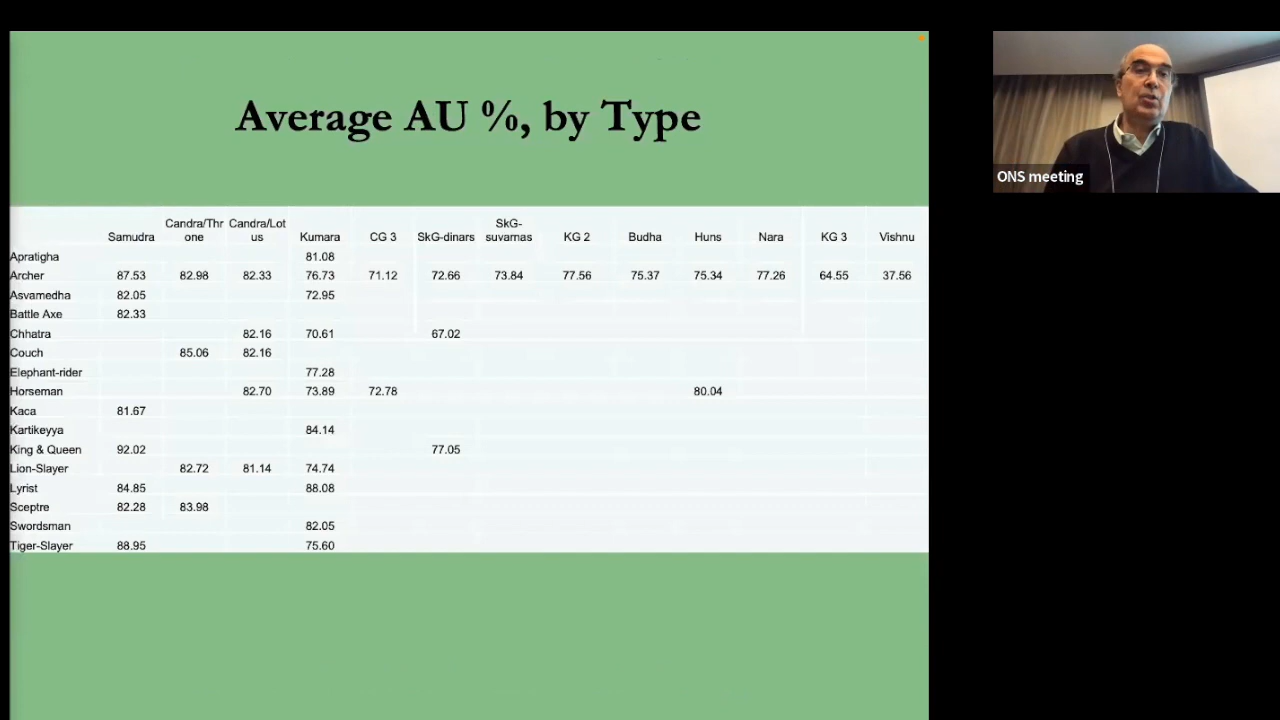 Average AU %, by Type
Samudra Candra/Thr one Candra/Lot us Kumara CG 3 SkG-dinars SkG- suvarnas KG 2 Budha Huns Nara KG 3 Vishnu
Apratigha 81.08
Archer 87.53 82.98 82.33 76.73 71.12 72.66 73.84 77.56 75.37 75.34 77.26 64.55 37.56
Asvamedha 82.05 72.95
Battle Axe 82.33
Chhatra 82.16 70.61 67.02
Couch 85.06 82.16
Elephant-rider 77.28
Horseman 82.70 73.89 72.78 80.04
Kaca 81.67
Kartikeyya 84.14
King & Queen 92.02 77.05
Lion-Slayer 82.72 81.14 74.74
Lyrist 84.85 88.08
Sceptre 82.28 83.98
Swordsman 82.05
Tiger-Slayer 88.95 75.60
ONS meeting